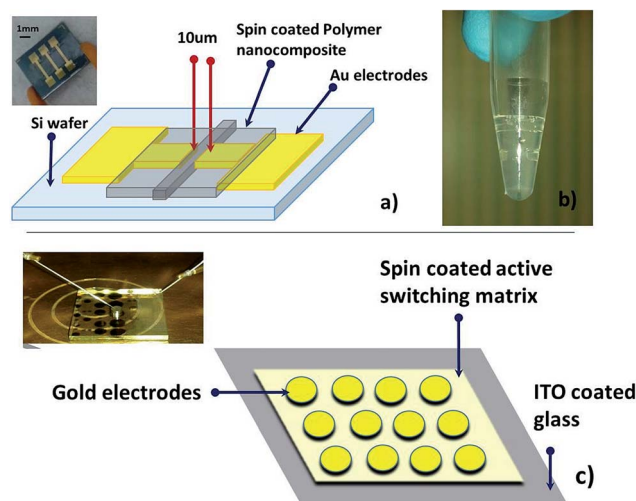 1mm
10um
Spin coated Polymer
nanocomposite
Au electrodes
Si wafer
a)
b)
Spin coated active
switching matrix
Gold electrodes
ITO coated
glass
c)